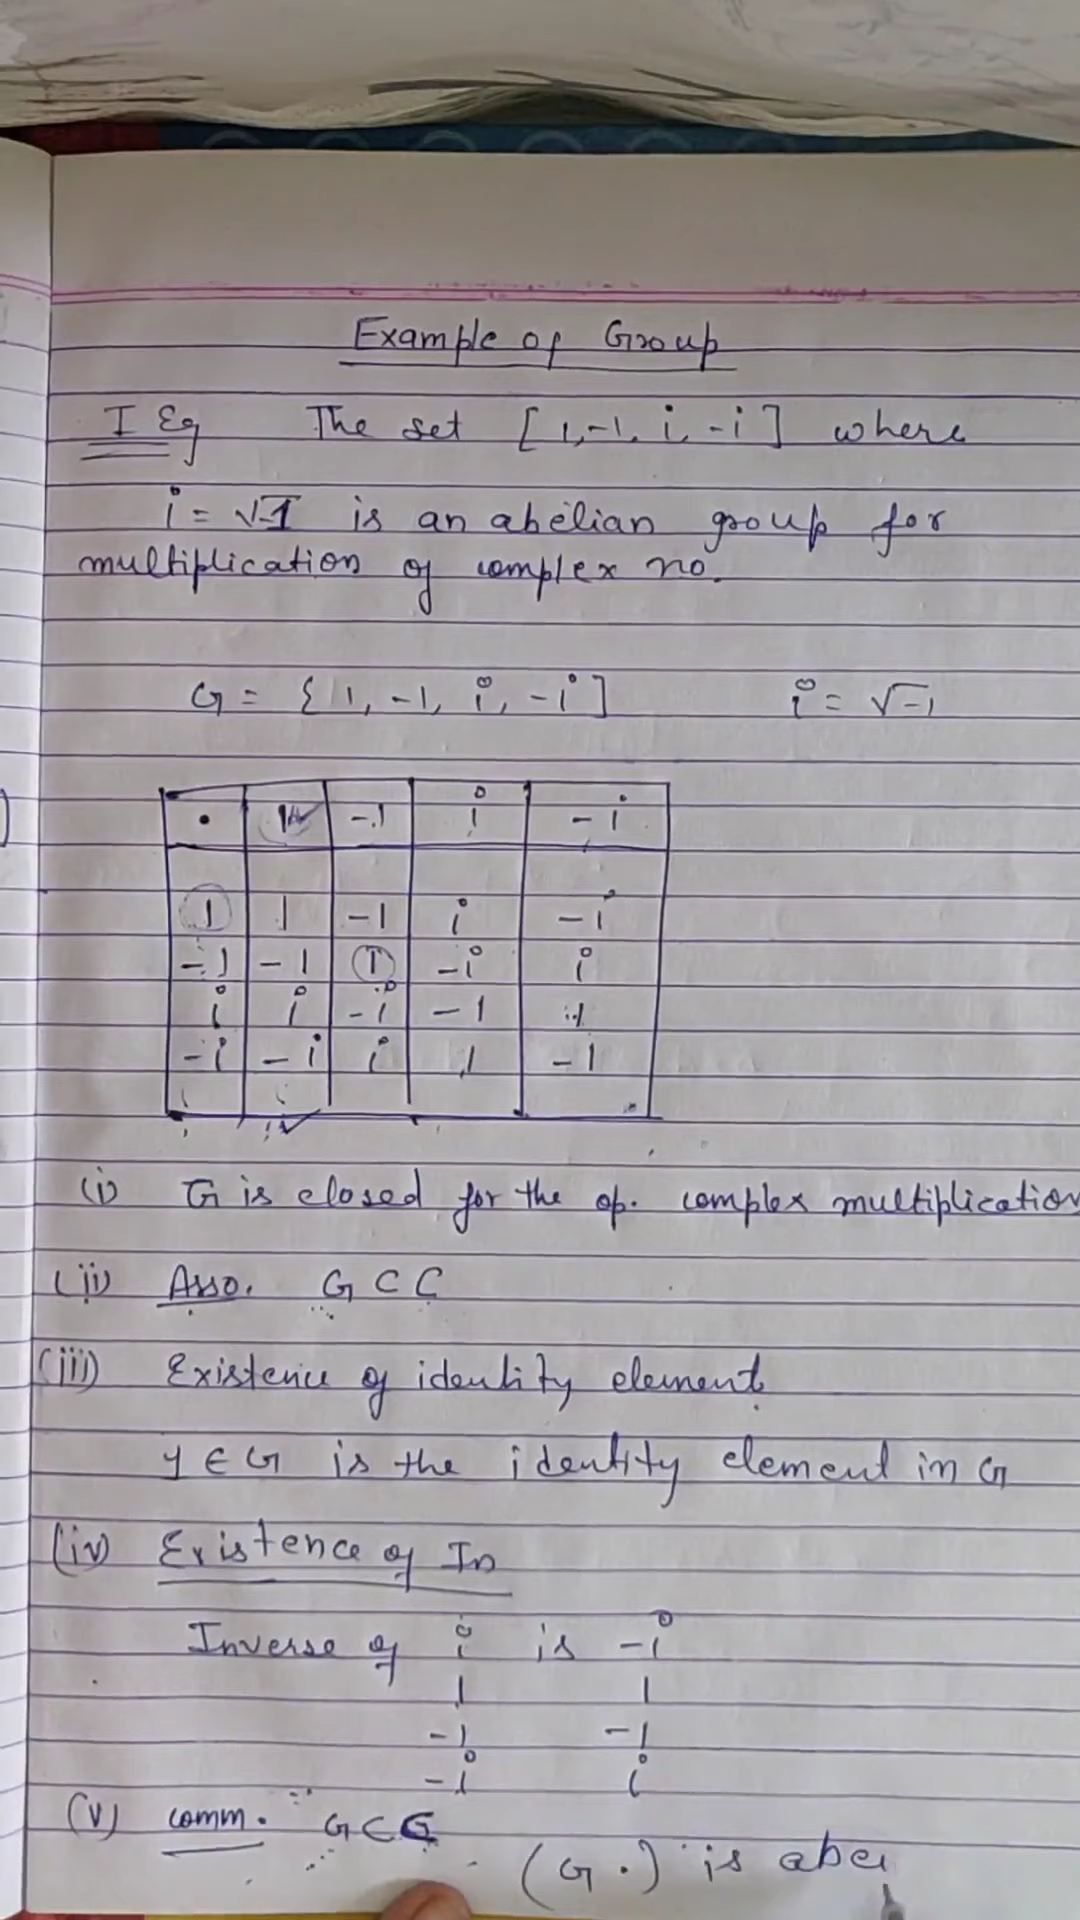 Example of Group
I Eg The set [1,-1, i, -i] where
i = √-1 is an abelian group for
multiplication of complex no.
G = {1, -1, i, -i] i = √-1
• 1 -1 i -i
1 1 -1 i -i
-1 -1 1 -i i
i i -i -1 1
-i -i i 1 -1
(i) G is closed for the op. complex multiplication
(ii) Asso. G ⊂ C
(iii) Existence of identity element
1 ∈ G is the identity element in G
(iv) Existence of In
Inverse of i is -i
1 1
-1 -1
-i i
(v) comm. G ⊂ C
(G .) is abel